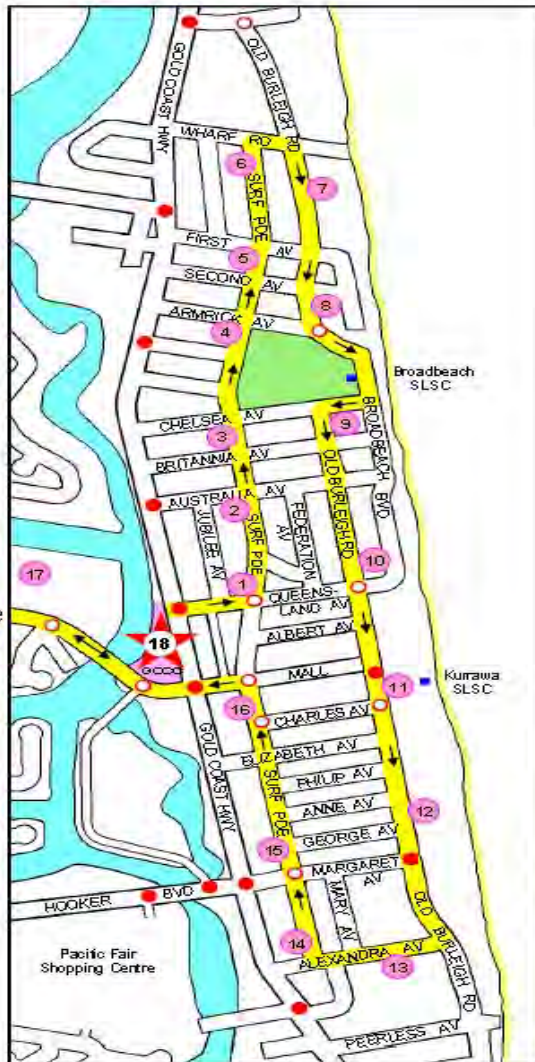 GOLD COAST HWY
OLD BURLEIGH RD
WHARF RD
6
7
SURF PDE
FIRST AV
5
SECOND AV
8
ARMRICK AV
4
Broadbeach
SLSC
CHELSEA AV
BROADBEACH BVD
9
3
BRITANNIA AV
OLD BURLEIGH RD
AUSTRALIA AV
2
JUBILEE AV
SURF PDE
FEDERATION AV
17
1
10
QUEENS-
LAND AV
ALBERT AV
18
GOOD
MALL
11
Kurrawa
SLSC
16
CHARLES AV
GOLD COAST HWY
ELIZABETH AV
SURF PDE
PHILIP AV
ANNE AV
12
GEORGE AV
15
MARGARET AV
HOOKER BVD
MARY AV
OLD BURLEIGH RD
14
Pacific Fair
Shopping Centre
ALEXANDRA AV
13
PEERLESS AV